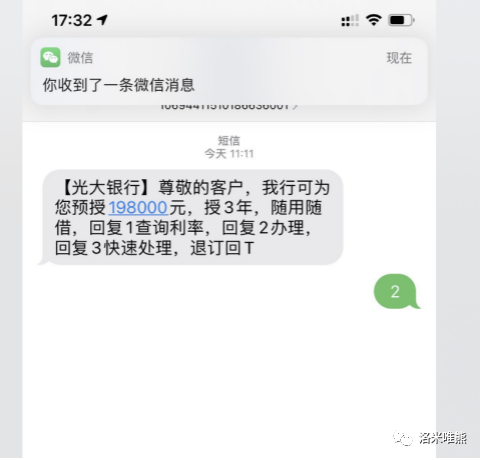 17:32
微信
现在
你收到了一条微信消息
短信
今天 11:11
【光大银行】尊敬的客户，我行可为
您预授198000元，授3年，随用随
借，回复1查询利率，回复2办理，
回复3快速处理，退订回T
2
洛米唯熊